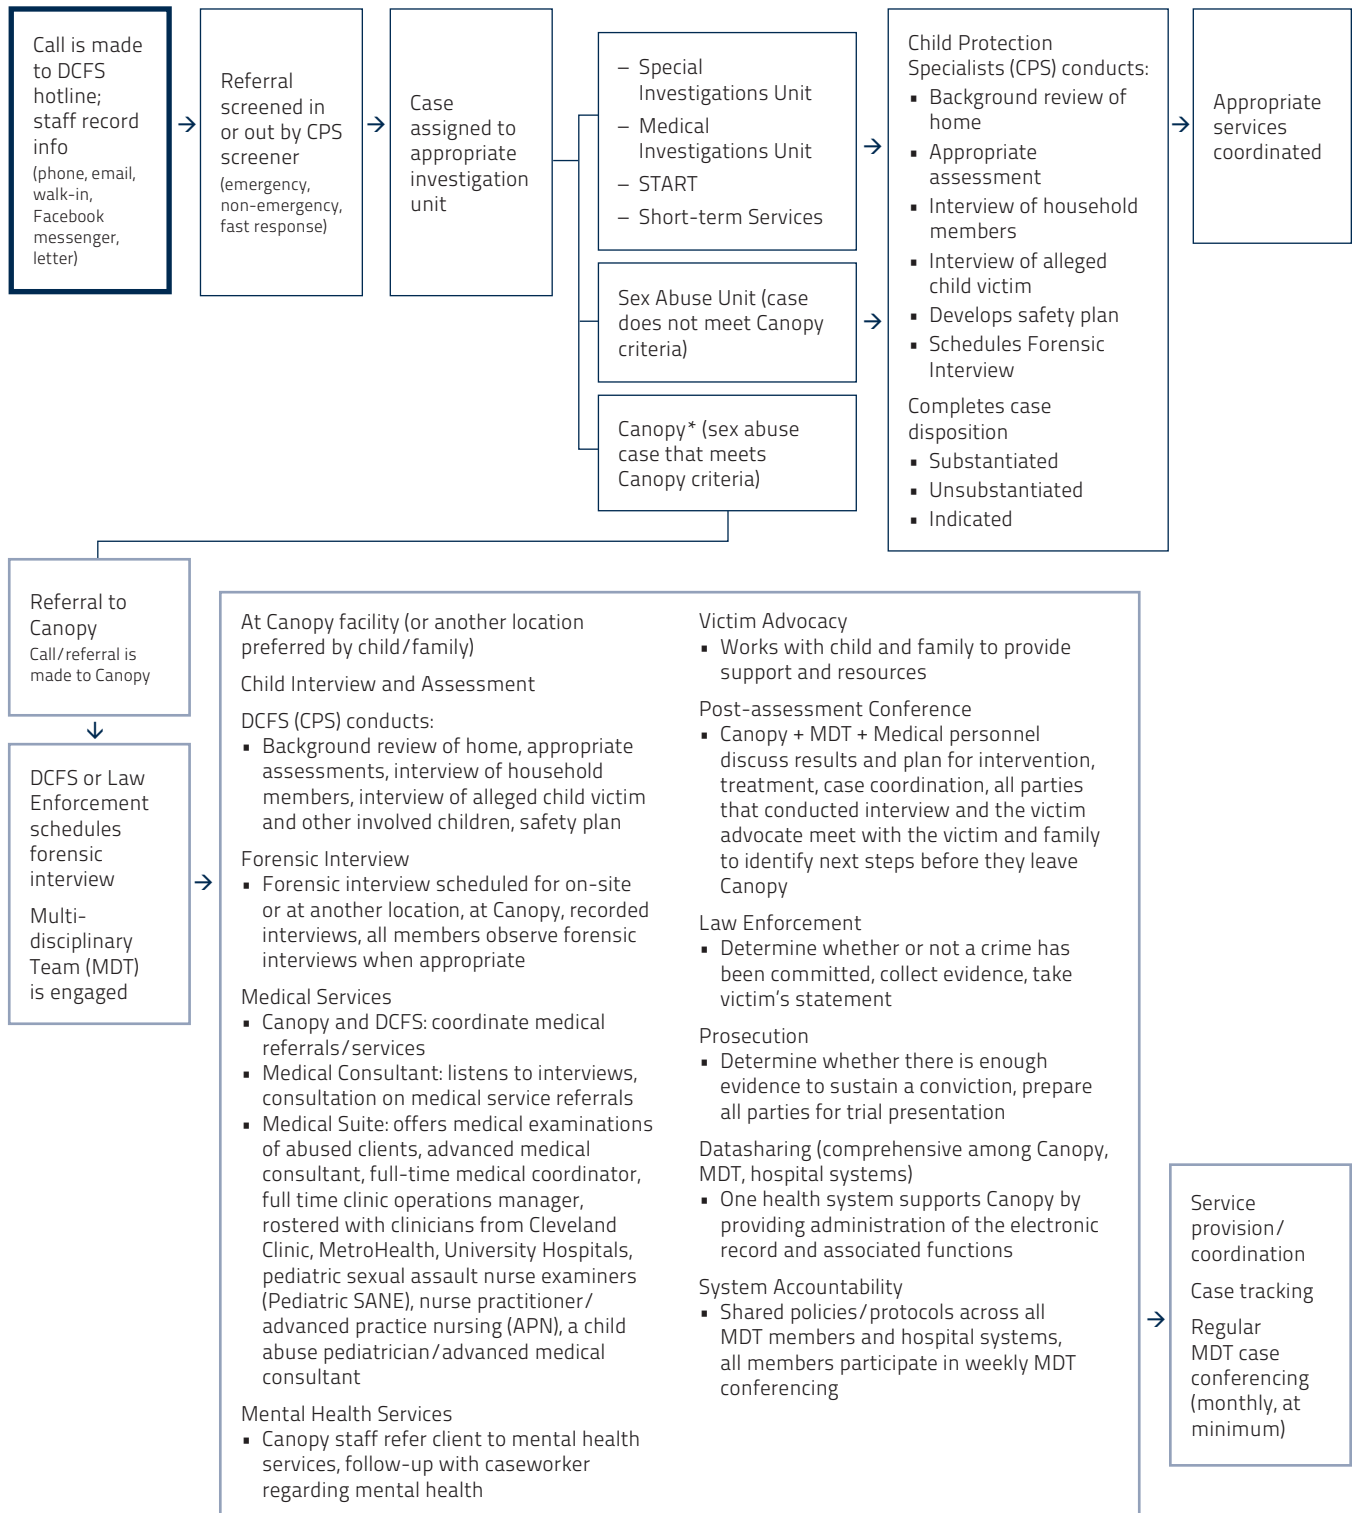 Call is made
to DCFS
hotline;
staff record
info
(phone, email,
walk-in,
Facebook
messenger,
letter)
→
Referral
screened in
or out by CPS
screener
(emergency,
non-emergency,
fast response)
→
Case
assigned to
appropriate
investigation
unit
– Special
Investigations Unit
– Medical
Investigations Unit
– START
– Short-term Services
→
Sex Abuse Unit (case
does not meet Canopy
criteria)
→
Canopy* (sex abuse
case that meets
Canopy criteria)
Child Protection
Specialists (CPS) conducts:
▪ Background review of
home
▪ Appropriate
assessment
▪ Interview of household
members
▪ Interview of alleged
child victim
▪ Develops safety plan
▪ Schedules Forensic
Interview
Completes case
disposition
▪ Substantiated
▪ Unsubstantiated
▪ Indicated
→
Appropriate
services
coordinated
Referral to
Canopy
Call/referral is
made to Canopy
↓
DCFS or Law
Enforcement
schedules
forensic
interview
Multi-
disciplinary
Team (MDT)
is engaged
→
At Canopy facility (or another location
preferred by child/family)
Child Interview and Assessment
DCFS (CPS) conducts:
▪ Background review of home, appropriate
assessments, interview of household
members, interview of alleged child victim
and other involved children, safety plan
Forensic Interview
▪ Forensic interview scheduled for on-site
or at another location, at Canopy, recorded
interviews, all members observe forensic
interviews when appropriate
Medical Services
▪ Canopy and DCFS: coordinate medical
referrals/services
▪ Medical Consultant: listens to interviews,
consultation on medical service referrals
▪ Medical Suite: offers medical examinations
of abused clients, advanced medical
consultant, full-time medical coordinator,
full time clinic operations manager,
rostered with clinicians from Cleveland
Clinic, MetroHealth, University Hospitals,
pediatric sexual assault nurse examiners
(Pediatric SANE), nurse practitioner/
advanced practice nursing (APN), a child
abuse pediatrician/advanced medical
consultant
Mental Health Services
▪ Canopy staff refer client to mental health
services, follow-up with caseworker
regarding mental health
Victim Advocacy
▪ Works with child and family to provide
support and resources
Post-assessment Conference
▪ Canopy + MDT + Medical personnel
discuss results and plan for intervention,
treatment, case coordination, all parties
that conducted interview and the victim
advocate meet with the victim and family
to identify next steps before they leave
Canopy
Law Enforcement
▪ Determine whether or not a crime has
been committed, collect evidence, take
victim's statement
Prosecution
▪ Determine whether there is enough
evidence to sustain a conviction, prepare
all parties for trial presentation
Datasharing (comprehensive among Canopy,
MDT, hospital systems)
▪ One health system supports Canopy by
providing administration of the electronic
record and associated functions
System Accountability
▪ Shared policies/protocols across all
MDT members and hospital systems,
all members participate in weekly MDT
conferencing
→
Service
provision/
coordination
Case tracking
Regular
MDT case
conferencing
(monthly, at
minimum)